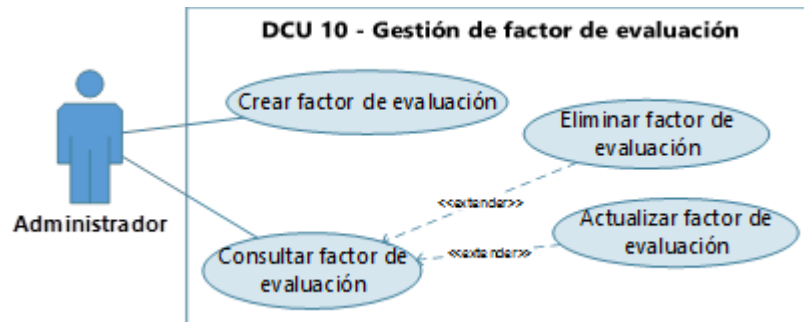 DCU 10 - Gestión de factor de evaluación
Crear factor de evaluación
Eliminar factor de
evaluación
<<extender>>
Administrador
Actualizar factor de
evaluación
<<extender>>
Consultar factor de
evaluación